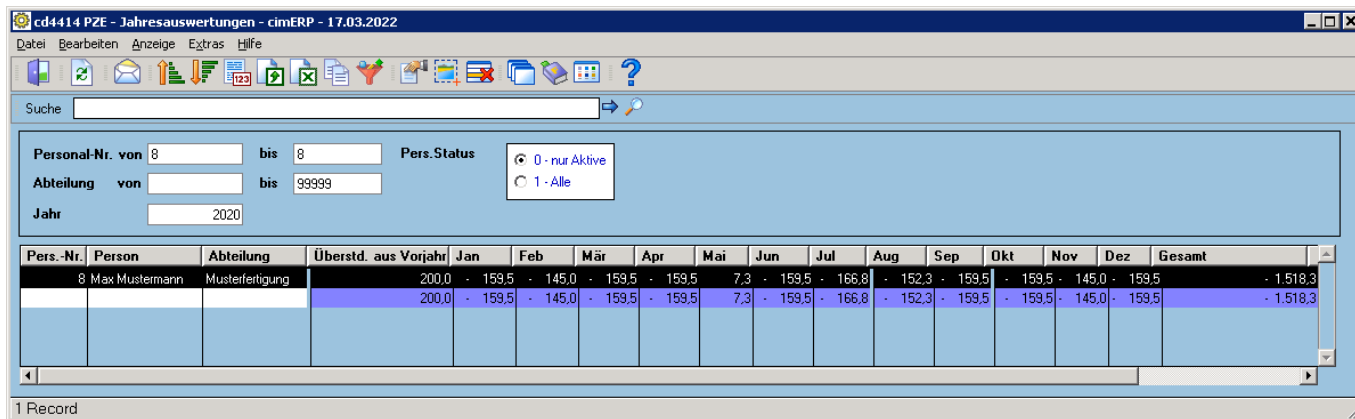 cd4414 PZE - Jahresauswertungen - cimERP - 17.03.2022
Datei Bearbeiten Anzeige Extras Hilfe
123
Suche
Personal-Nr. von 8 bis 8 Pers.Status 0 - nur Aktive
Abteilung von bis 99999 1 - Alle
Jahr 2020
Pers.-Nr. Person Abteilung Überstd. aus Vorjahr Jan Feb Mär Apr Mai Jun Jul Aug Sep Okt Nov Dez Gesamt
8 Max Mustermann Musterfertigung 200,0 - 159,5 - 145,0 - 159,5 - 159,5 7,3 - 159,5 - 166,8 - 152,3 - 159,5 - 159,5 - 145,0 - 159,5 - 1.518,3
200,0 - 159,5 - 145,0 - 159,5 - 159,5 7,3 - 159,5 - 166,8 - 152,3 - 159,5 - 159,5 - 145,0 - 159,5 - 1.518,3
1 Record